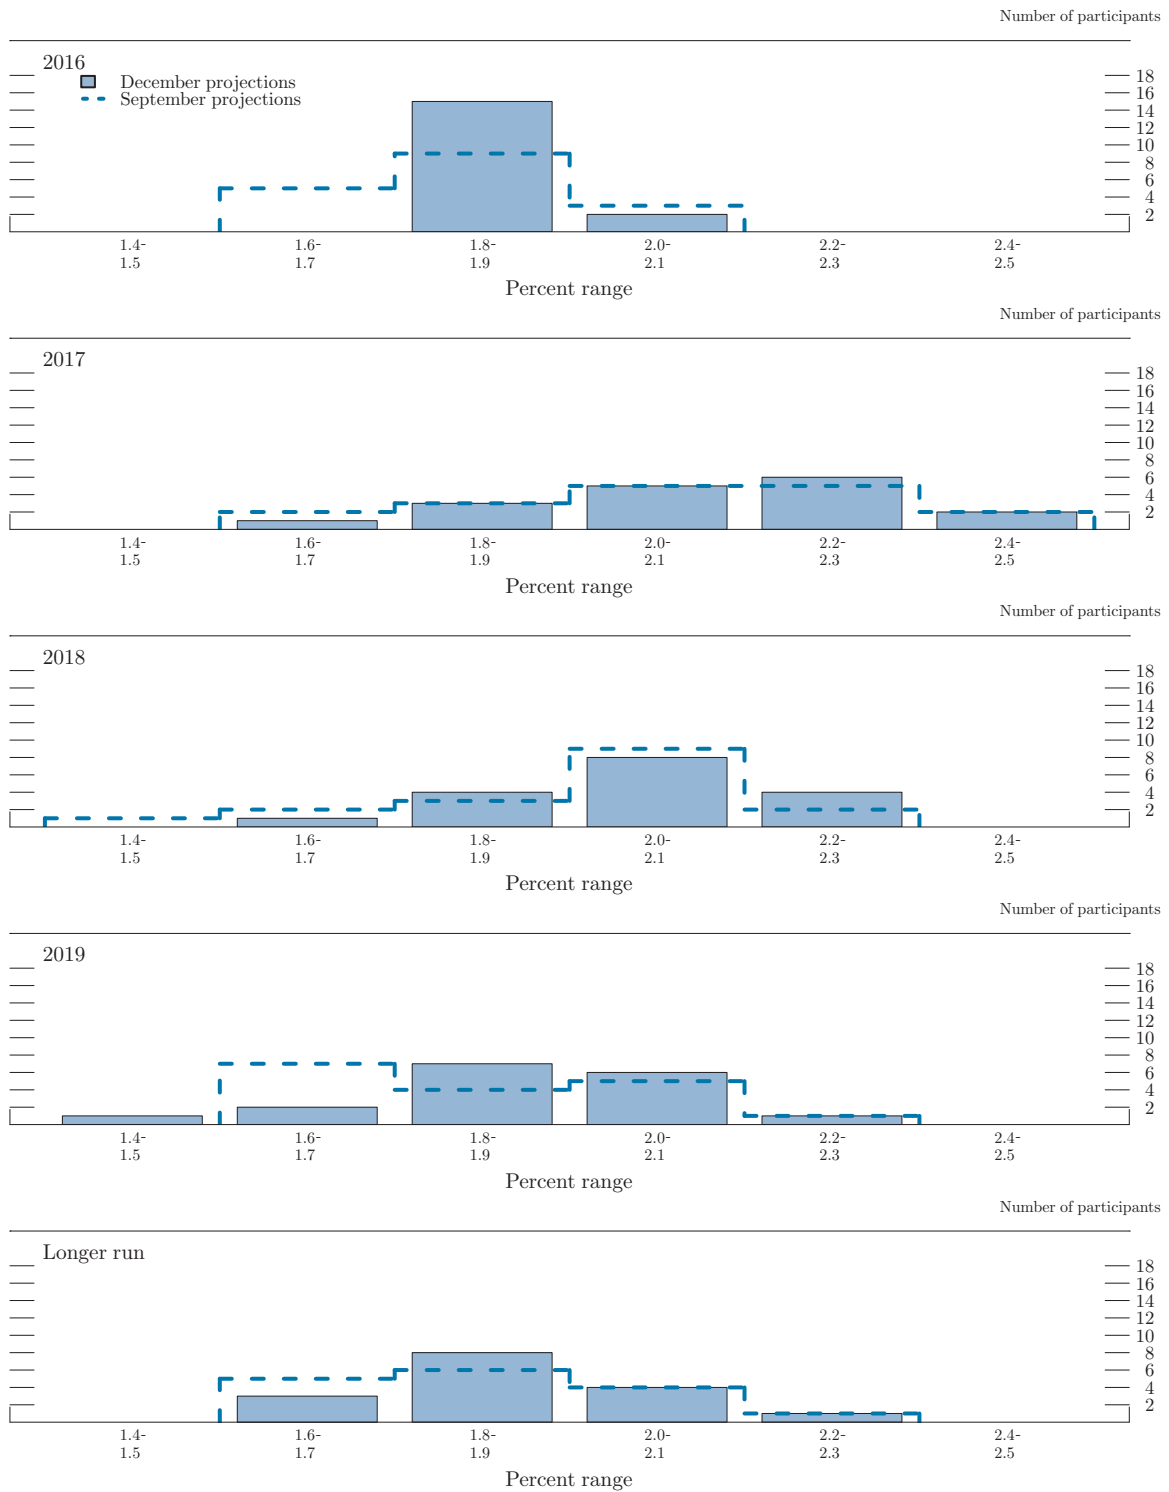 Number of participants
2016
December projections
September projections
18
16
14
12
10
8
6
4
2
1.4- 1.6- 1.8- 2.0- 2.2- 2.4-
1.5 1.7 1.9 2.1 2.3 2.5
Percent range
Number of participants
2017
18
16
14
12
10
8
6
4
2
1.4- 1.6- 1.8- 2.0- 2.2- 2.4-
1.5 1.7 1.9 2.1 2.3 2.5
Percent range
Number of participants
2018
18
16
14
12
10
8
6
4
2
1.4- 1.6- 1.8- 2.0- 2.2- 2.4-
1.5 1.7 1.9 2.1 2.3 2.5
Percent range
Number of participants
2019
18
16
14
12
10
8
6
4
2
1.4- 1.6- 1.8- 2.0- 2.2- 2.4-
1.5 1.7 1.9 2.1 2.3 2.5
Percent range
Number of participants
Longer run
18
16
14
12
10
8
6
4
2
1.4- 1.6- 1.8- 2.0- 2.2- 2.4-
1.5 1.7 1.9 2.1 2.3 2.5
Percent range